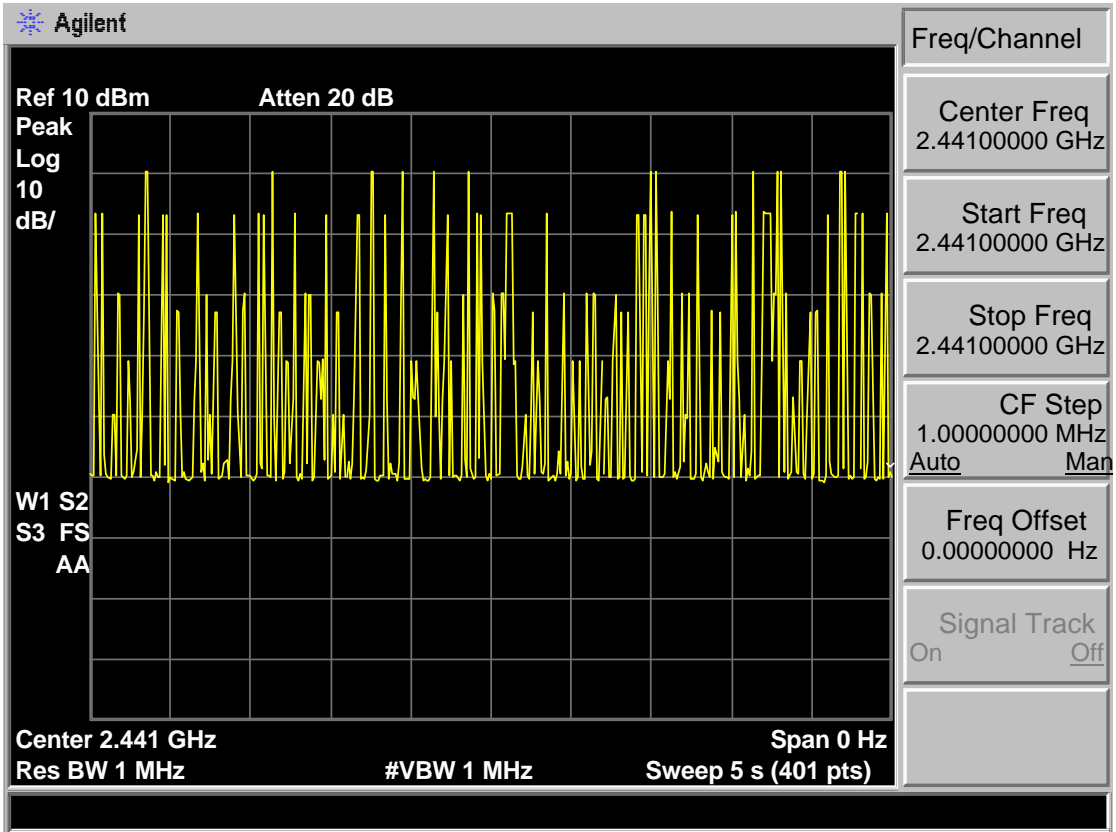 Agilent
Ref 10 dBm Atten 20 dB
Peak
Log
10
dB/
W1 S2
S3 FS
AA
Center 2.441 GHz Span 0 Hz
Res BW 1 MHz #VBW 1 MHz Sweep 5 s (401 pts)
Freq/Channel
Center Freq
2.44100000 GHz
Start Freq
2.44100000 GHz
Stop Freq
2.44100000 GHz
CF Step
1.00000000 MHz
Auto Man
Freq Offset
0.00000000 Hz
Signal Track
On Off